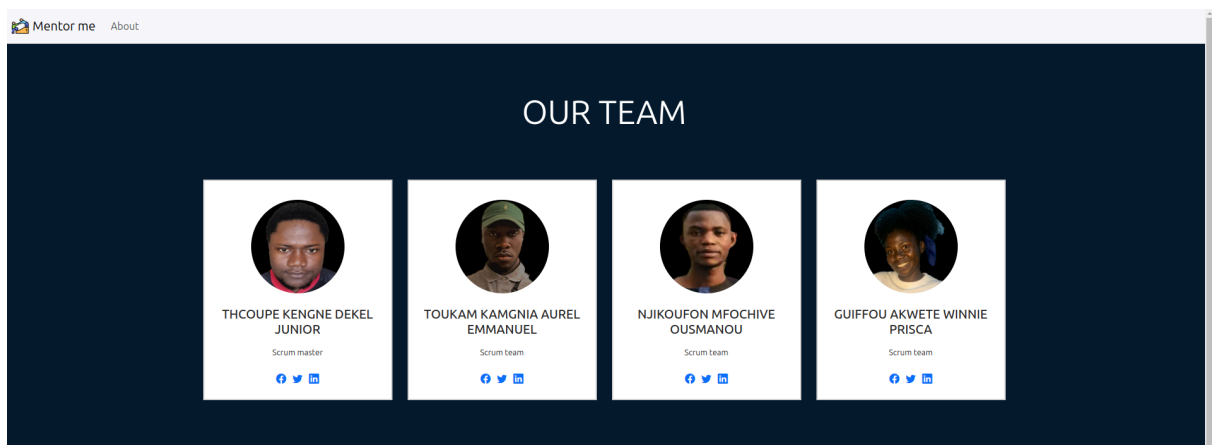 Mentor me About
OUR TEAM
THCOUPE KENGNE DEKEL
JUNIOR
Scrum master
TOUKAM KAMGNIA AUREL
EMMANUEL
Scrum team
NJIKOUFON MFOCHIVE
OUSMANOU
Scrum team
GUIFFOU AKWETE WINNIE
PRISCA
Scrum team